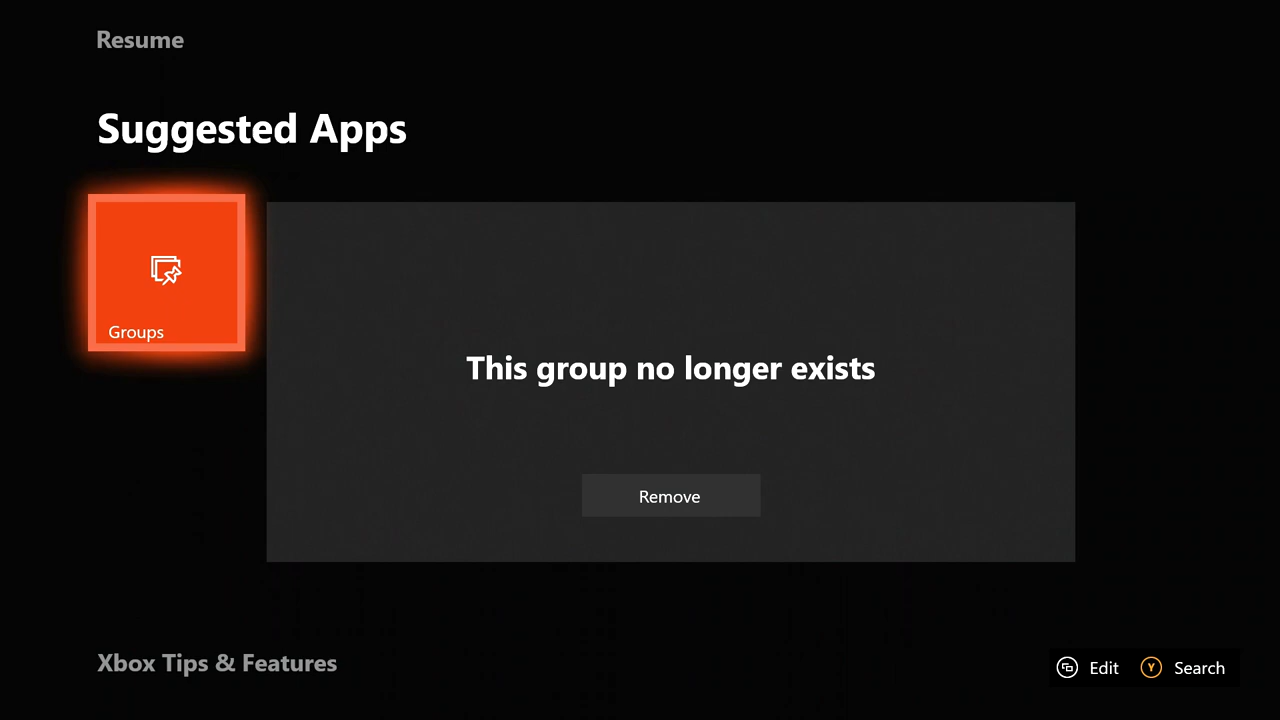 Resume
Suggested Apps
Groups
This group no longer exists
Remove
Xbox Tips & Features
Edit
Y
Search